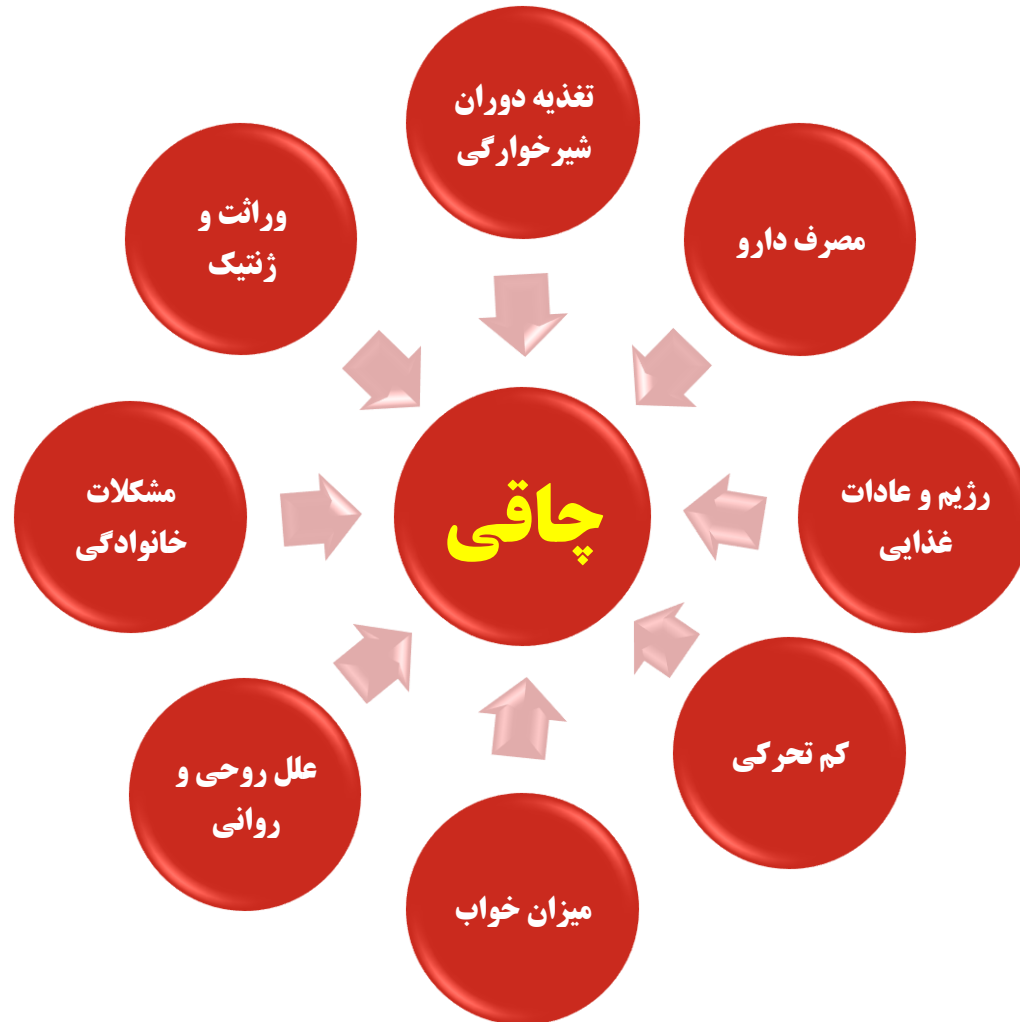 تغذیه دوران
شیرخوارگی
مصرف دارو
وراثت و
ژنتیک
رژیم و عادات
غذایی
چاقی
مشکلات
خانوادگی
کم تحرکی
علل روحی و
روانی
میزان خواب